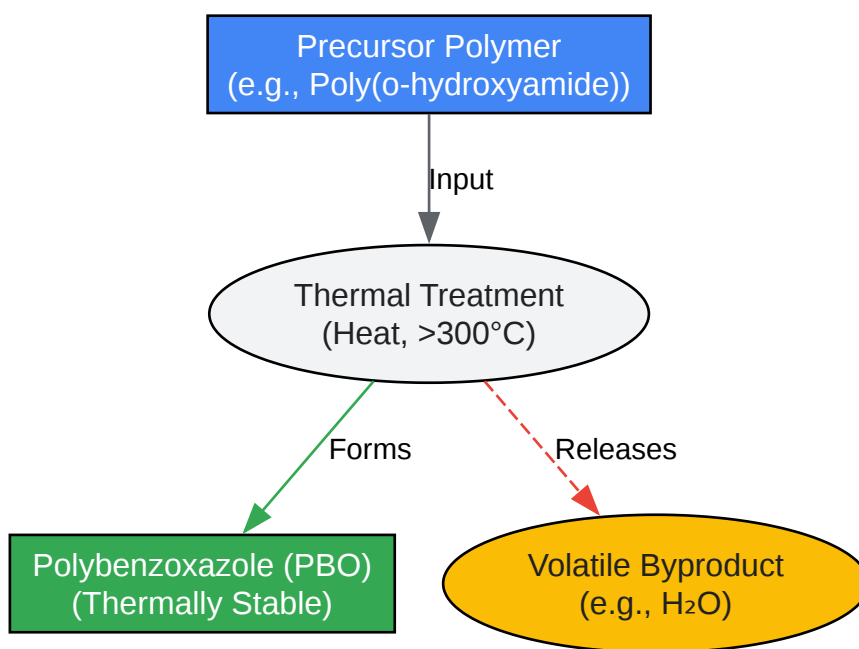 Precursor Polymer
(e.g., Poly(o-hydroxyamide))
Input
Thermal Treatment
(Heat, >300°C)
Forms
Releases
Polybenzoxazole (PBO)
(Thermally Stable)
Volatile Byproduct
(e.g., H₂O)